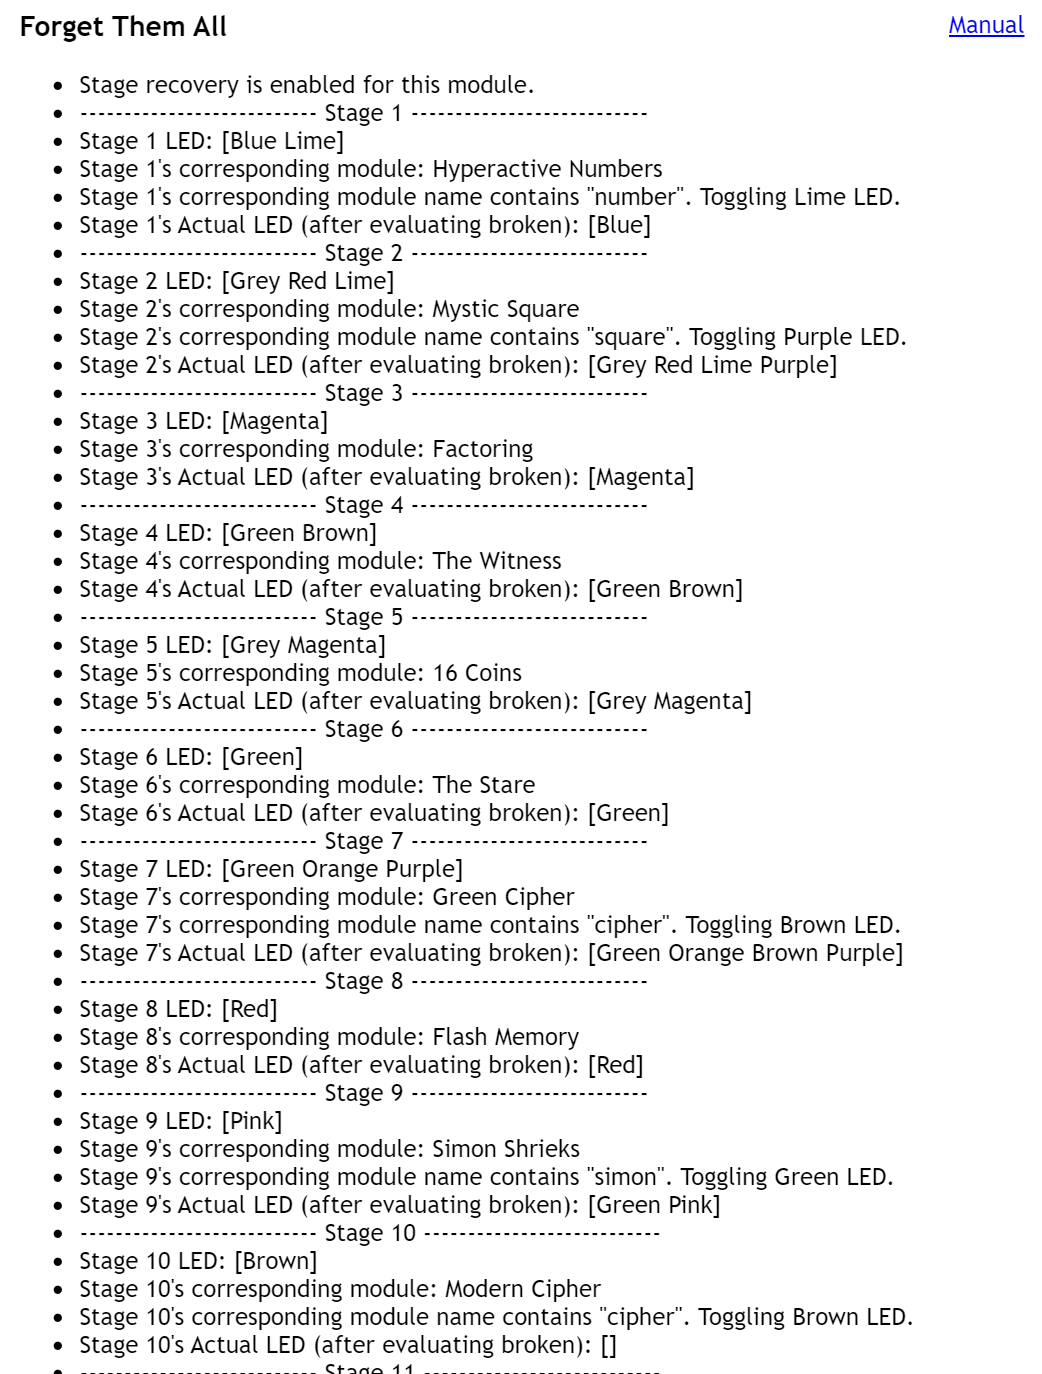 Forget Them All
Manual
• Stage recovery is enabled for this module.
• --------------------------- Stage 1 ---------------------------
• Stage 1 LED: [Blue Lime]
• Stage 1's corresponding module: Hyperactive Numbers
• Stage 1's corresponding module name contains "number". Toggling Lime LED.
• Stage 1's Actual LED (after evaluating broken): [Blue]
• --------------------------- Stage 2 ---------------------------
• Stage 2 LED: [Grey Red Lime]
• Stage 2's corresponding module: Mystic Square
• Stage 2's corresponding module name contains "square". Toggling Purple LED.
• Stage 2's Actual LED (after evaluating broken): [Grey Red Lime Purple]
• --------------------------- Stage 3 ---------------------------
• Stage 3 LED: [Magenta]
• Stage 3's corresponding module: Factoring
• Stage 3's Actual LED (after evaluating broken): [Magenta]
• --------------------------- Stage 4 ---------------------------
• Stage 4 LED: [Green Brown]
• Stage 4's corresponding module: The Witness
• Stage 4's Actual LED (after evaluating broken): [Green Brown]
• --------------------------- Stage 5 ---------------------------
• Stage 5 LED: [Grey Magenta]
• Stage 5's corresponding module: 16 Coins
• Stage 5's Actual LED (after evaluating broken): [Grey Magenta]
• --------------------------- Stage 6 ---------------------------
• Stage 6 LED: [Green]
• Stage 6's corresponding module: The Stare
• Stage 6's Actual LED (after evaluating broken): [Green]
• --------------------------- Stage 7 ---------------------------
• Stage 7 LED: [Green Orange Purple]
• Stage 7's corresponding module: Green Cipher
• Stage 7's corresponding module name contains "cipher". Toggling Brown LED.
• Stage 7's Actual LED (after evaluating broken): [Green Orange Brown Purple]
• --------------------------- Stage 8 ---------------------------
• Stage 8 LED: [Red]
• Stage 8's corresponding module: Flash Memory
• Stage 8's Actual LED (after evaluating broken): [Red]
• --------------------------- Stage 9 ---------------------------
• Stage 9 LED: [Pink]
• Stage 9's corresponding module: Simon Shrieks
• Stage 9's corresponding module name contains "simon". Toggling Green LED.
• Stage 9's Actual LED (after evaluating broken): [Green Pink]
• --------------------------- Stage 10 ---------------------------
• Stage 10 LED: [Brown]
• Stage 10's corresponding module: Modern Cipher
• Stage 10's corresponding module name contains "cipher". Toggling Brown LED.
• Stage 10's Actual LED (after evaluating broken): []
• --------------------------- Stage 11 ---------------------------